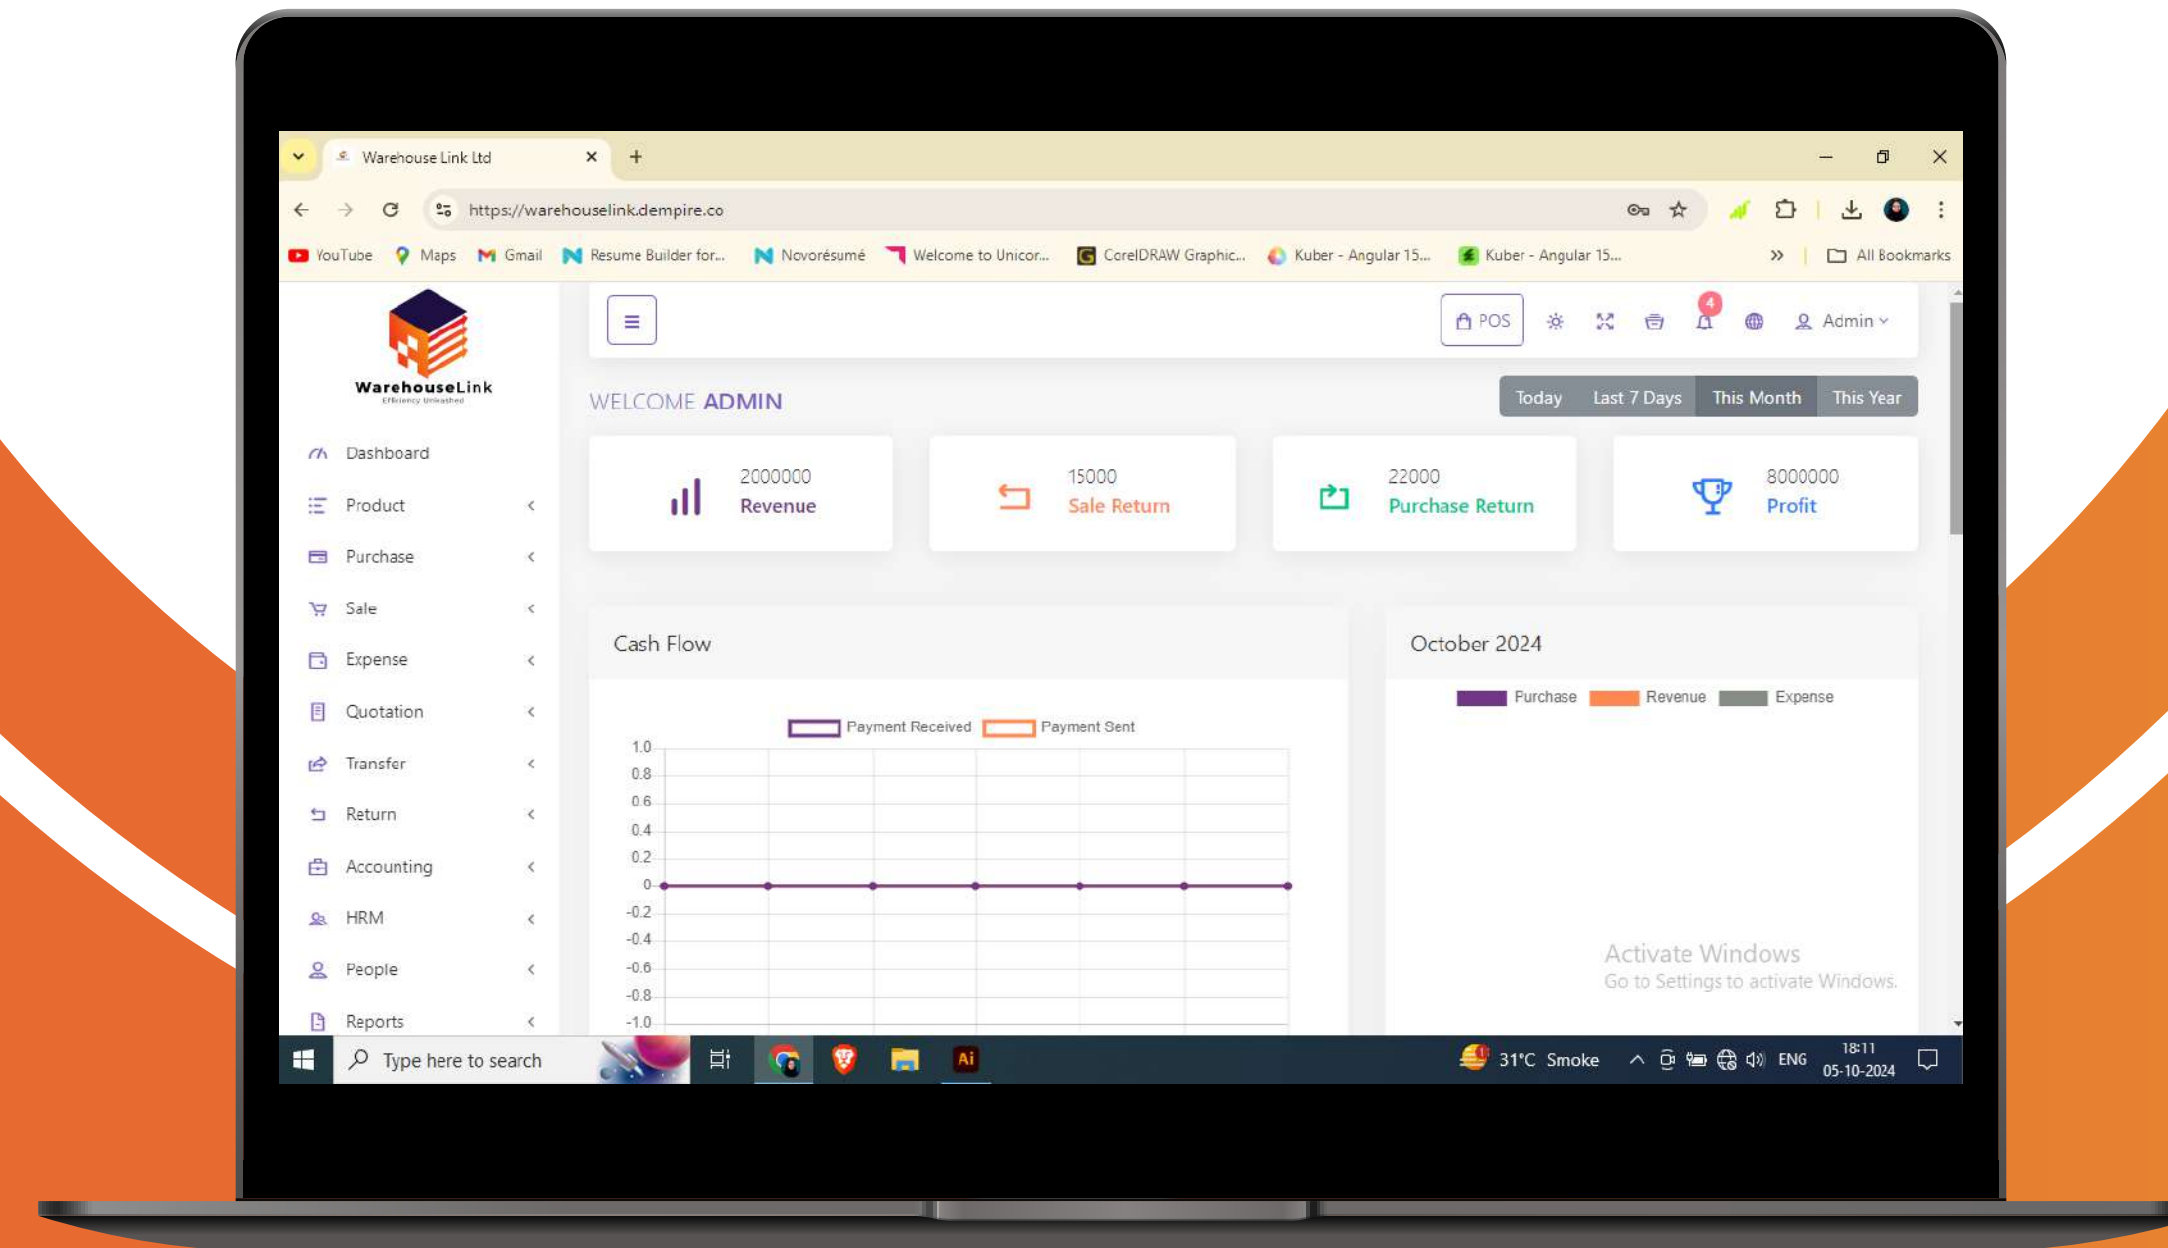 Warehouse Link Ltd
https://warehouselink.dempire.co
YouTube Maps Gmail Resume Builder for... Novorésumé Welcome to Unicor... CorelDRAW Graphic... Kuber - Angular 15... Kuber - Angular 15... All Bookmarks
WarehouseLink
Efficiency Unleashed
POS
4
Admin
WELCOME ADMIN
Today Last 7 Days This Month This Year
2000000
Revenue
15000
Sale Return
22000
Purchase Return
8000000
Profit
Dashboard
Product
Purchase
Sale
Expense
Quotation
Transfer
Return
Accounting
HRM
People
Reports
Cash Flow
Payment Received Payment Sent
1.0
0.8
0.6
0.4
0.2
0
-0.2
-0.4
-0.6
-0.8
-1.0
October 2024
Purchase Revenue Expense
Activate Windows
Go to Settings to activate Windows.
Type here to search
Ai
1
31°C Smoke
ENG
18:11
05-10-2024